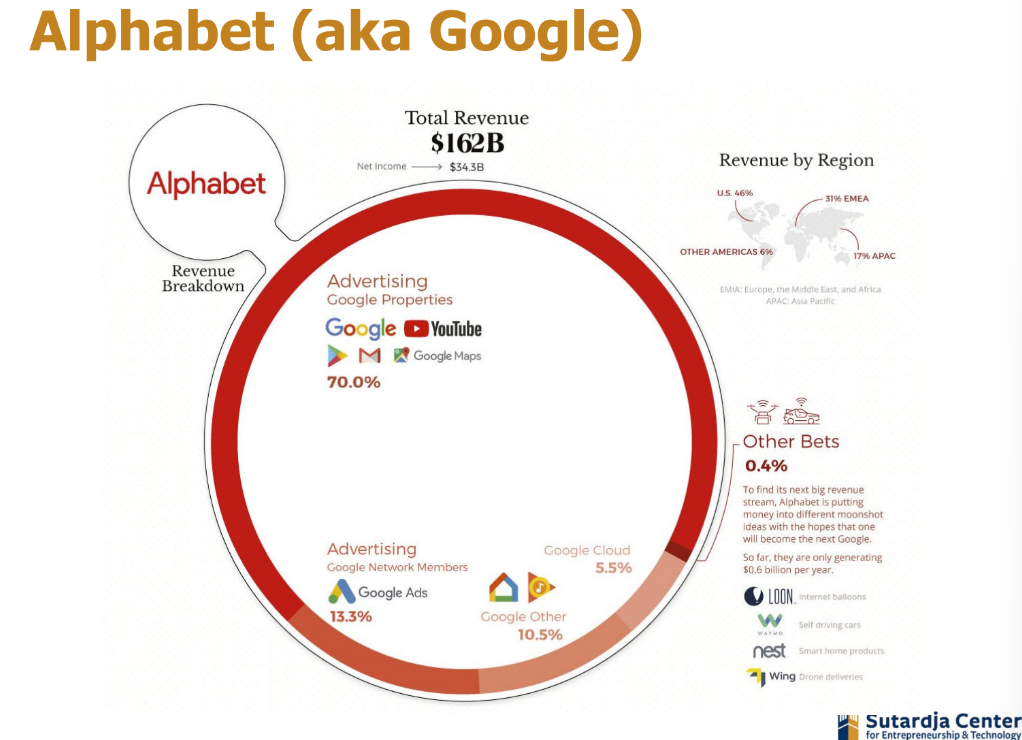 Alphabet (aka Google)
Total Revenue
$162B
Net Income $34.3B
Alphabet
Revenue
Breakdown
Revenue by Region
U.S. 46%
31% EMEA
OTHER AMERICAS 6%
17% APAC
EMIA: Europe, the Middle East, and Africa
APAC: Asia Pacific
Advertising
Google Properties
Google YouTube
Google Maps
70.0%
Other Bets
0.4%
To find its next big revenue
stream, Alphabet is putting
money into different moonshot
ideas with the hopes that one
will become the next Google.
So far, they are only generating
$0.6 billion per year.
LOON Internet balloons
WAYMO Self driving cars
nest Smart home products
Wing Drone deliveries
Advertising
Google Network Members
Google Ads
13.3%
Google Cloud
5.5%
Google Other
10.5%
Sutardja Center
for Entrepreneurship & Technology